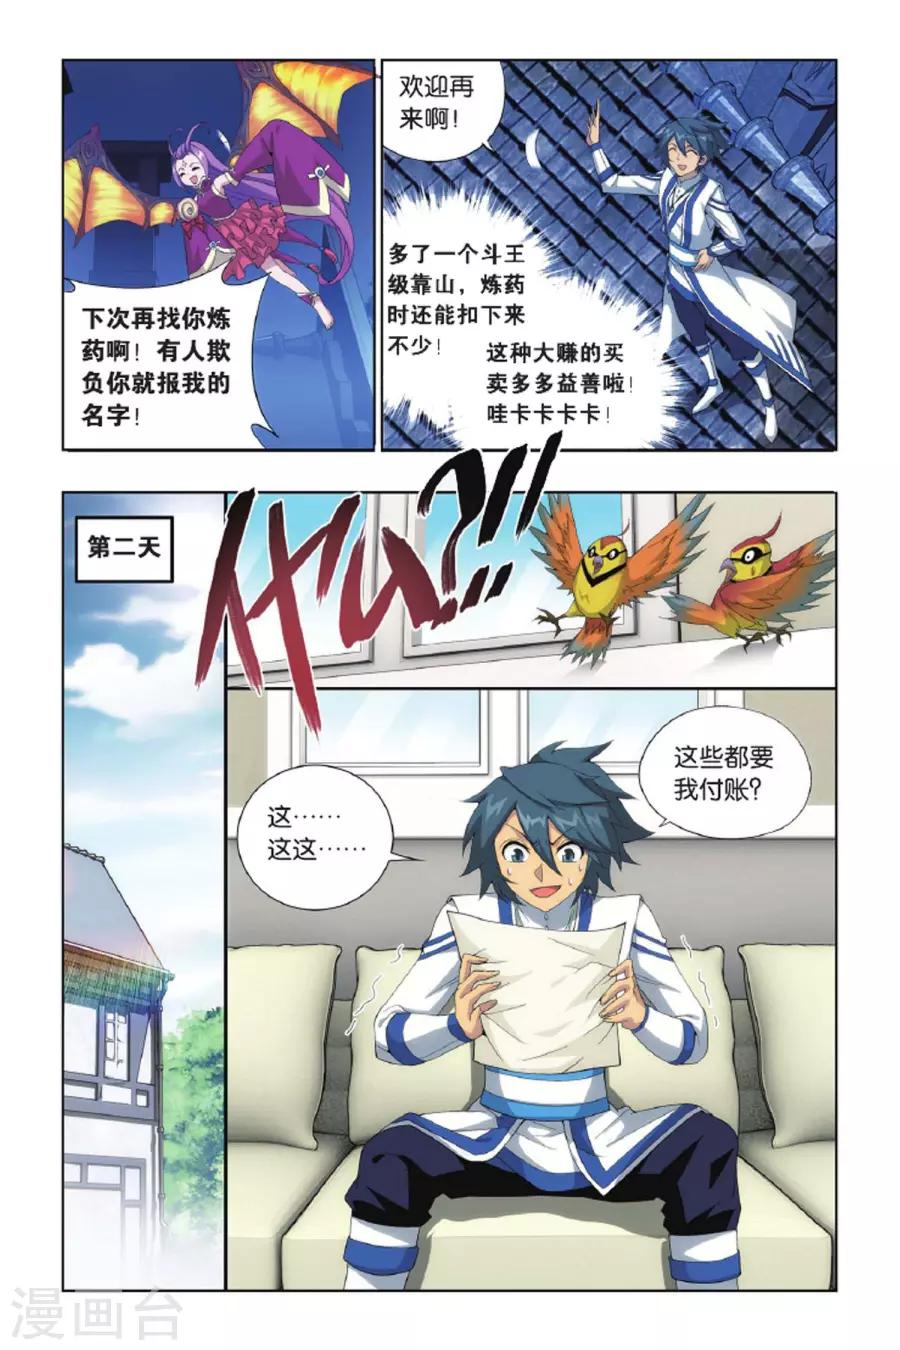 下次再找你炼
药啊！有人欺
负你就报我的
名字！
欢迎再
来啊！
多了一个斗王
级靠山，炼药
时还能扣下来
不少！
这种大赚的买
卖多多益善啦！
哇卡卡卡卡！
第二天
什么?!!
这……
这这……
这些都要
我付账？
漫画台